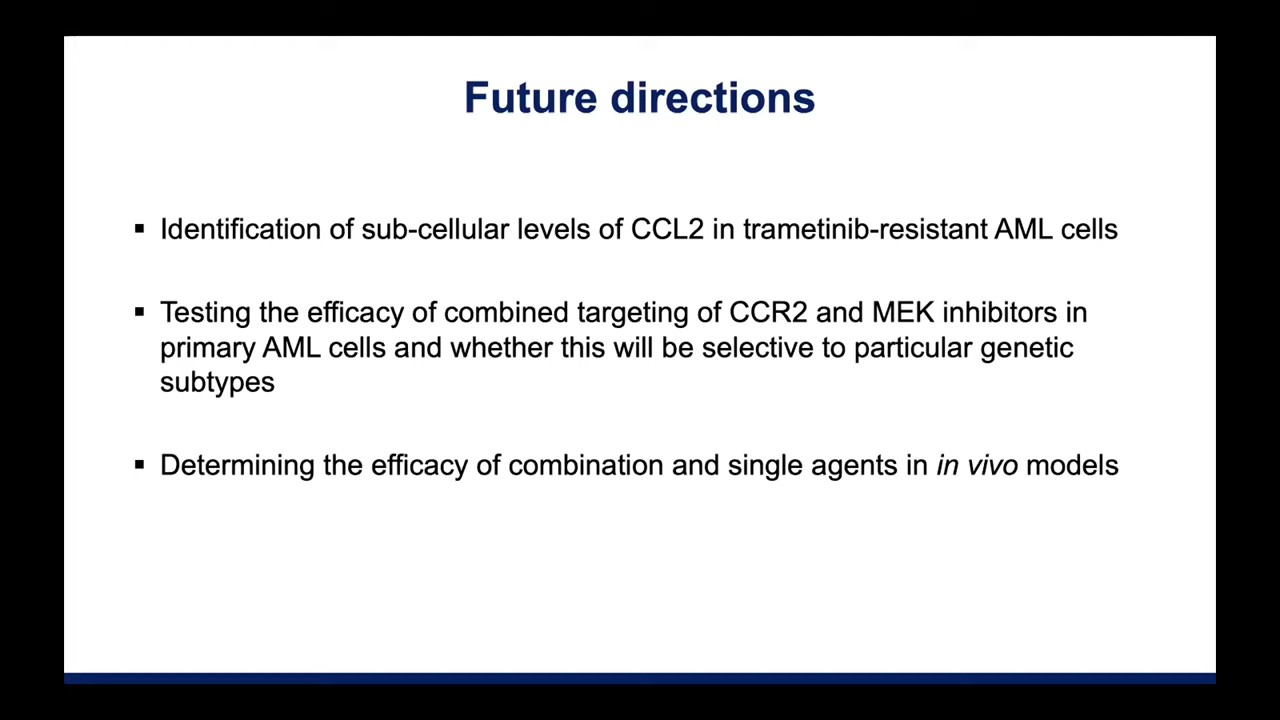 Future directions
▪ Identification of sub-cellular levels of CCL2 in trametinib-resistant AML cells
▪ Testing the efficacy of combined targeting of CCR2 and MEK inhibitors in
primary AML cells and whether this will be selective to particular genetic
subtypes
▪ Determining the efficacy of combination and single agents in in vivo models